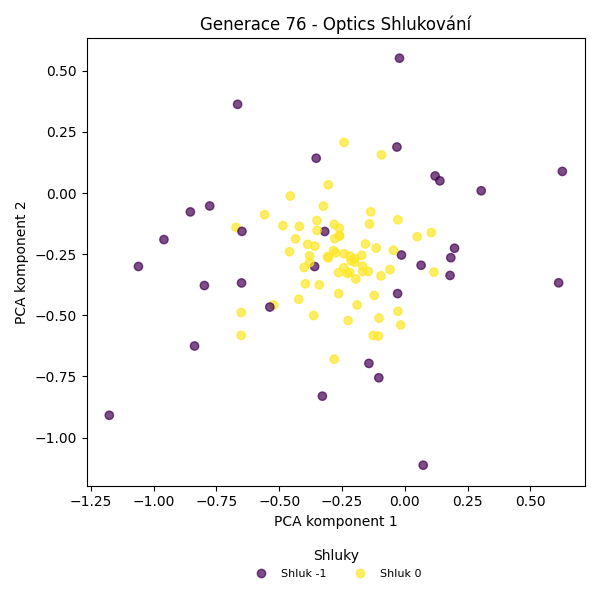 Generace 76 - Optics Shlukování
PCA komponent 2
0.50
0.25
0.00
−0.25
−0.50
−0.75
−1.00
−1.25 −1.00 −0.75 −0.50 −0.25 0.00 0.25 0.50
PCA komponent 1
Shluky
Shluk -1 Shluk 0